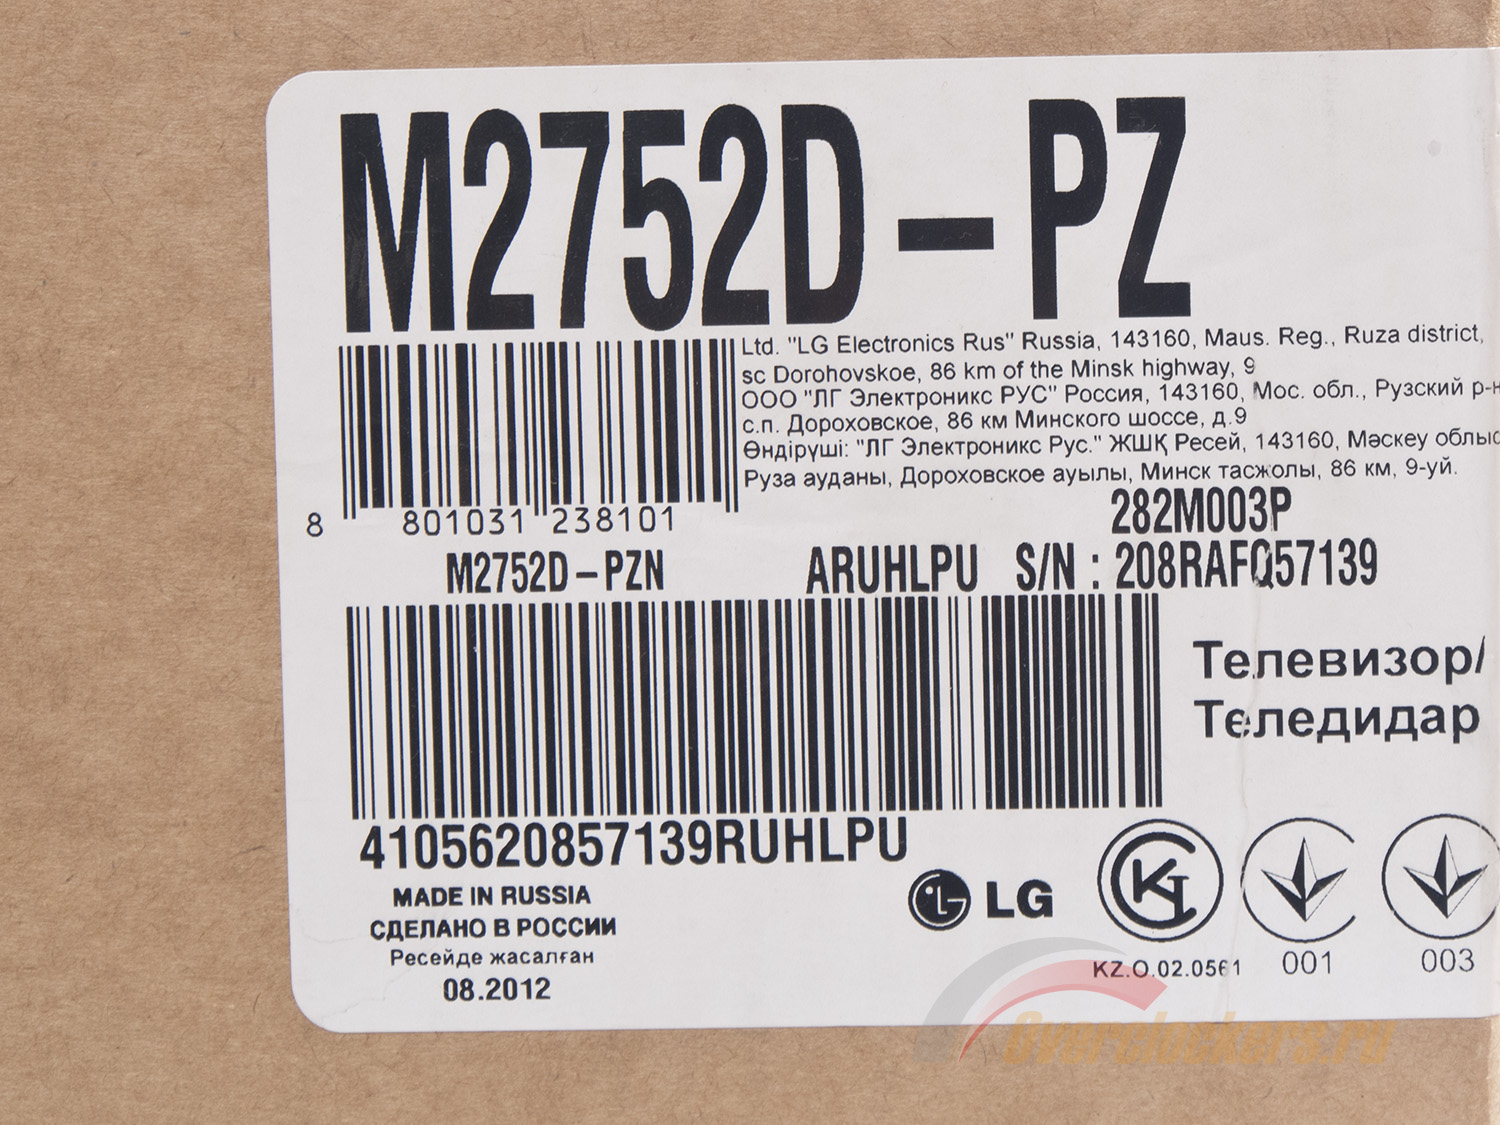 M2752D-PZ
Ltd. "LG Electronics Rus" Russia, 143160, Maus. Reg., Ruza district,
sc Dorohovskoe, 86 km of the Minsk highway, 9
ООО "ЛГ Электроникс РУС" Россия, 143160, Мос. обл., Рузский р-н
с.п. Дороховское, 86 км Минского шоссе, д.9
Өндіруші: "ЛГ Электроникс Рус." ЖШҚ Ресей, 143160, Мәскеу облыс
Руза ауданы, Дороховское ауылы, Минск тасжолы, 86 км, 9-уй.
8 801031 238101
282M003P
M2752D-PZN ARUHLPU S/N : 208RAFQ57139
Телевизор/
Теледидар
4105620857139RUHLPU
MADE IN RUSSIA
СДЕЛАНО В РОССИИ
Ресейде жасалған
08.2012
LG
KZ.O.02.0561
001
003
Overclockers.ru